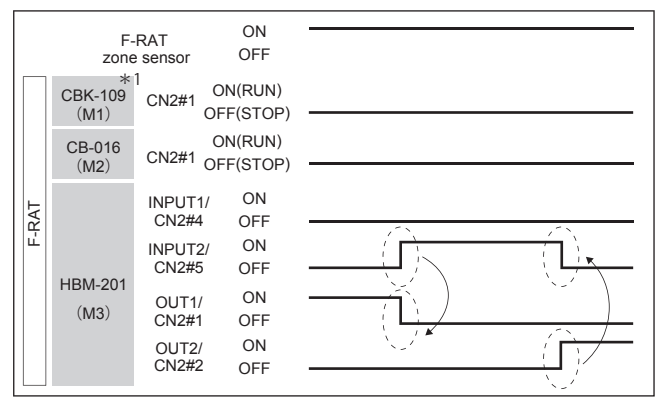 F-RAT
zone sensor
ON
OFF
*1
CBK-109
(M1)
CN2#1
ON(RUN)
OFF(STOP)
CB-016
(M2)
CN2#1
ON(RUN)
OFF(STOP)
F-RAT
HBM-201
(M3)
INPUT1/
CN2#4
ON
OFF
INPUT2/
CN2#5
ON
OFF
OUT1/
CN2#1
ON
OFF
OUT2/
CN2#2
ON
OFF